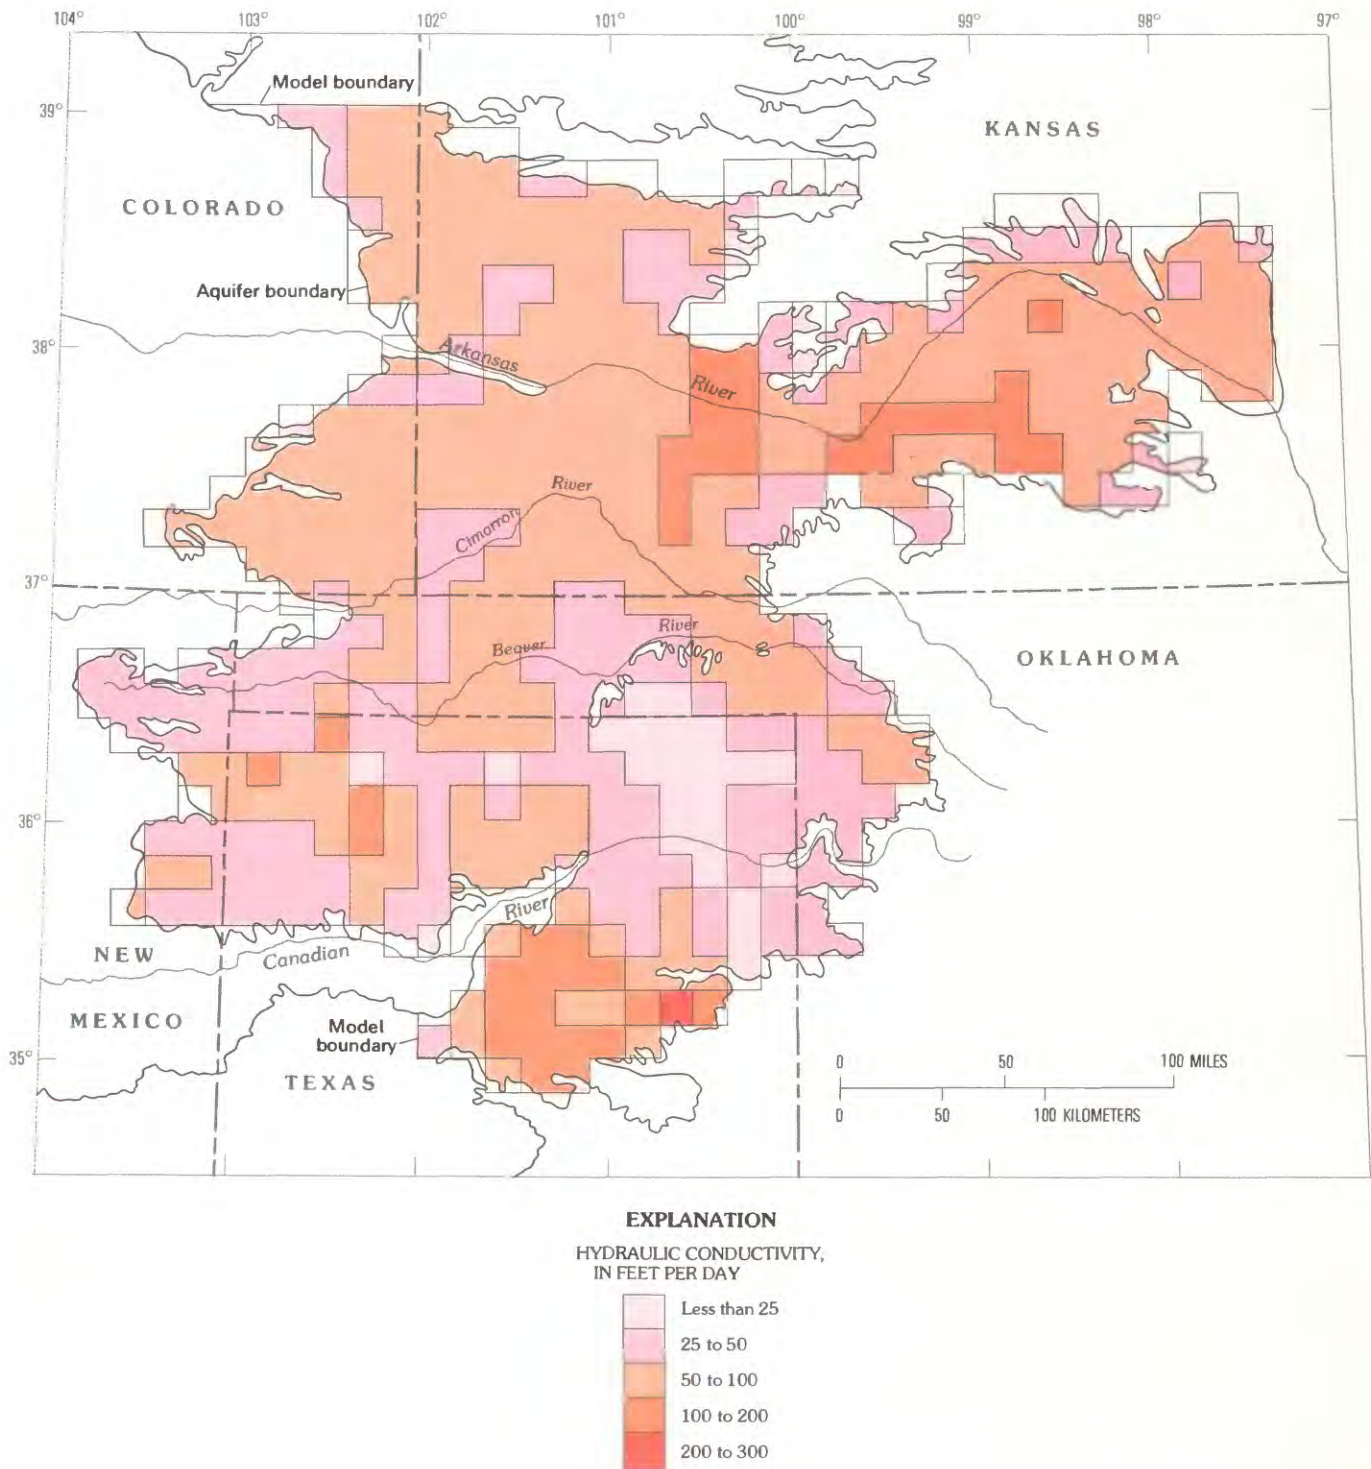 104° 103° 102° 101° 100° 99° 98° 97°
Model boundary
39°
KANSAS
COLORADO
Aquifer boundary
38°
Arkansas
River
River
Cimarron
37°
River
Beaver
OKLAHOMA
36°
River
NEW
Canadian
MEXICO
Model
boundary
35°
TEXAS
0 50 100 MILES
0 50 100 KILOMETERS
EXPLANATION
HYDRAULIC CONDUCTIVITY,
IN FEET PER DAY
Less than 25
25 to 50
50 to 100
100 to 200
200 to 300